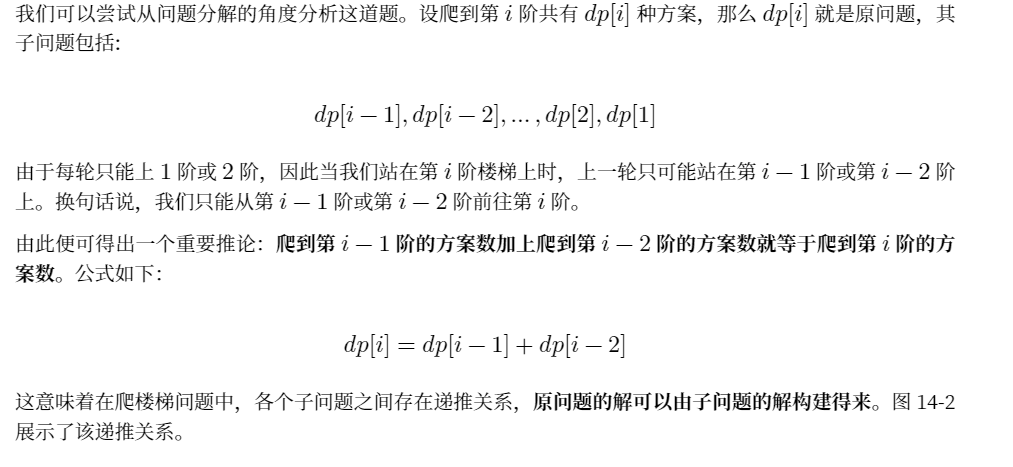 我们可以尝试从问题分解的角度分析这道题。设爬到第 i 阶共有 dp[i] 种方案，那么 dp[i] 就是原问题，其
子问题包括:
dp[i − 1], dp[i − 2], … , dp[2], dp[1]
由于每轮只能上 1 阶或 2 阶，因此当我们站在第 i 阶楼梯上时，上一轮只可能站在第 i − 1 阶或第 i − 2 阶
上。换句话说，我们只能从第 i − 1 阶或第 i − 2 阶前往第 i 阶。
由此便可得出一个重要推论：爬到第 i − 1 阶的方案数加上爬到第 i − 2 阶的方案数就等于爬到第 i 阶的方
案数。公式如下：
dp[i] = dp[i − 1] + dp[i − 2]
这意味着在爬楼梯问题中，各个子问题之间存在递推关系，原问题的解可以由子问题的解构建得来。图 14-2
展示了该递推关系。